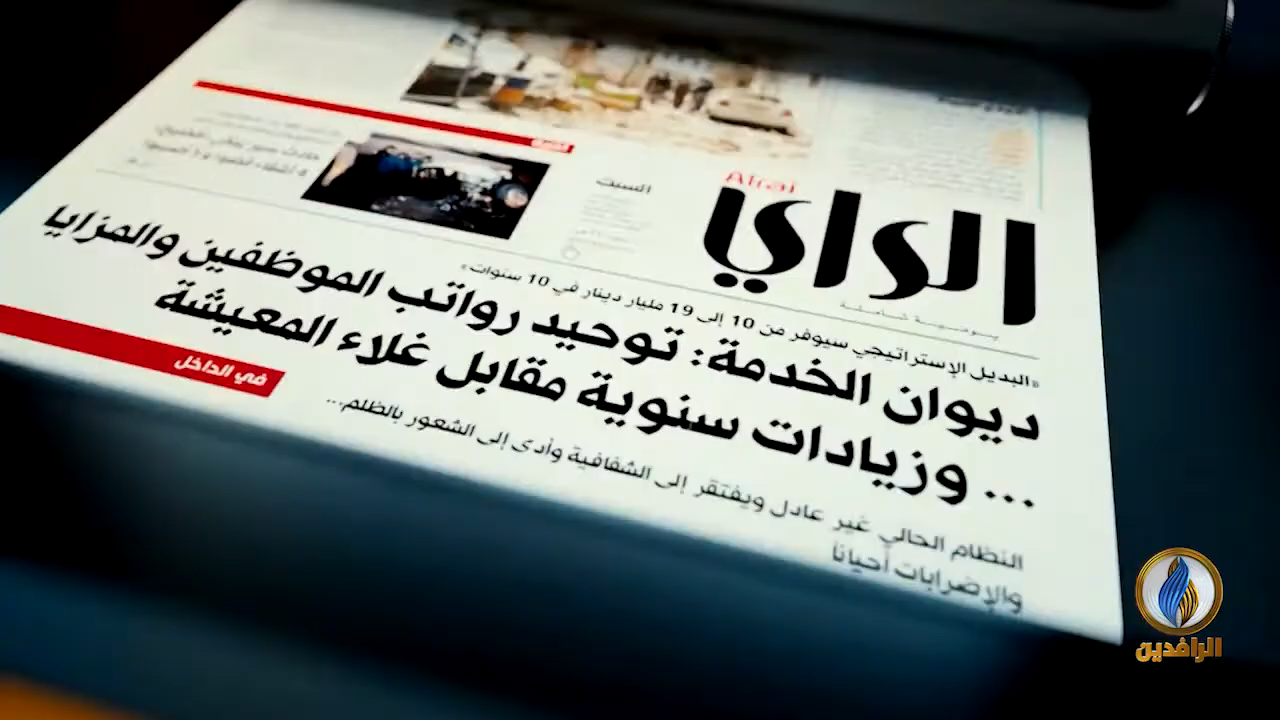 السبت
Alrai
الراي
يومية شاملة
«البديل الإستراتيجي سيوفر من 10 إلى 19 مليار دينار في 10 سنوات»
ديوان الخدمة: توحيد رواتب الموظفين والمزايا
... وزيادات سنوية مقابل غلاء المعيشة
في الداخل
النظام الحالي غير عادل ويفتقر إلى الشفافية وأدى إلى الشعور بالظلم...
والإضرابات أحياناً
الرافدين